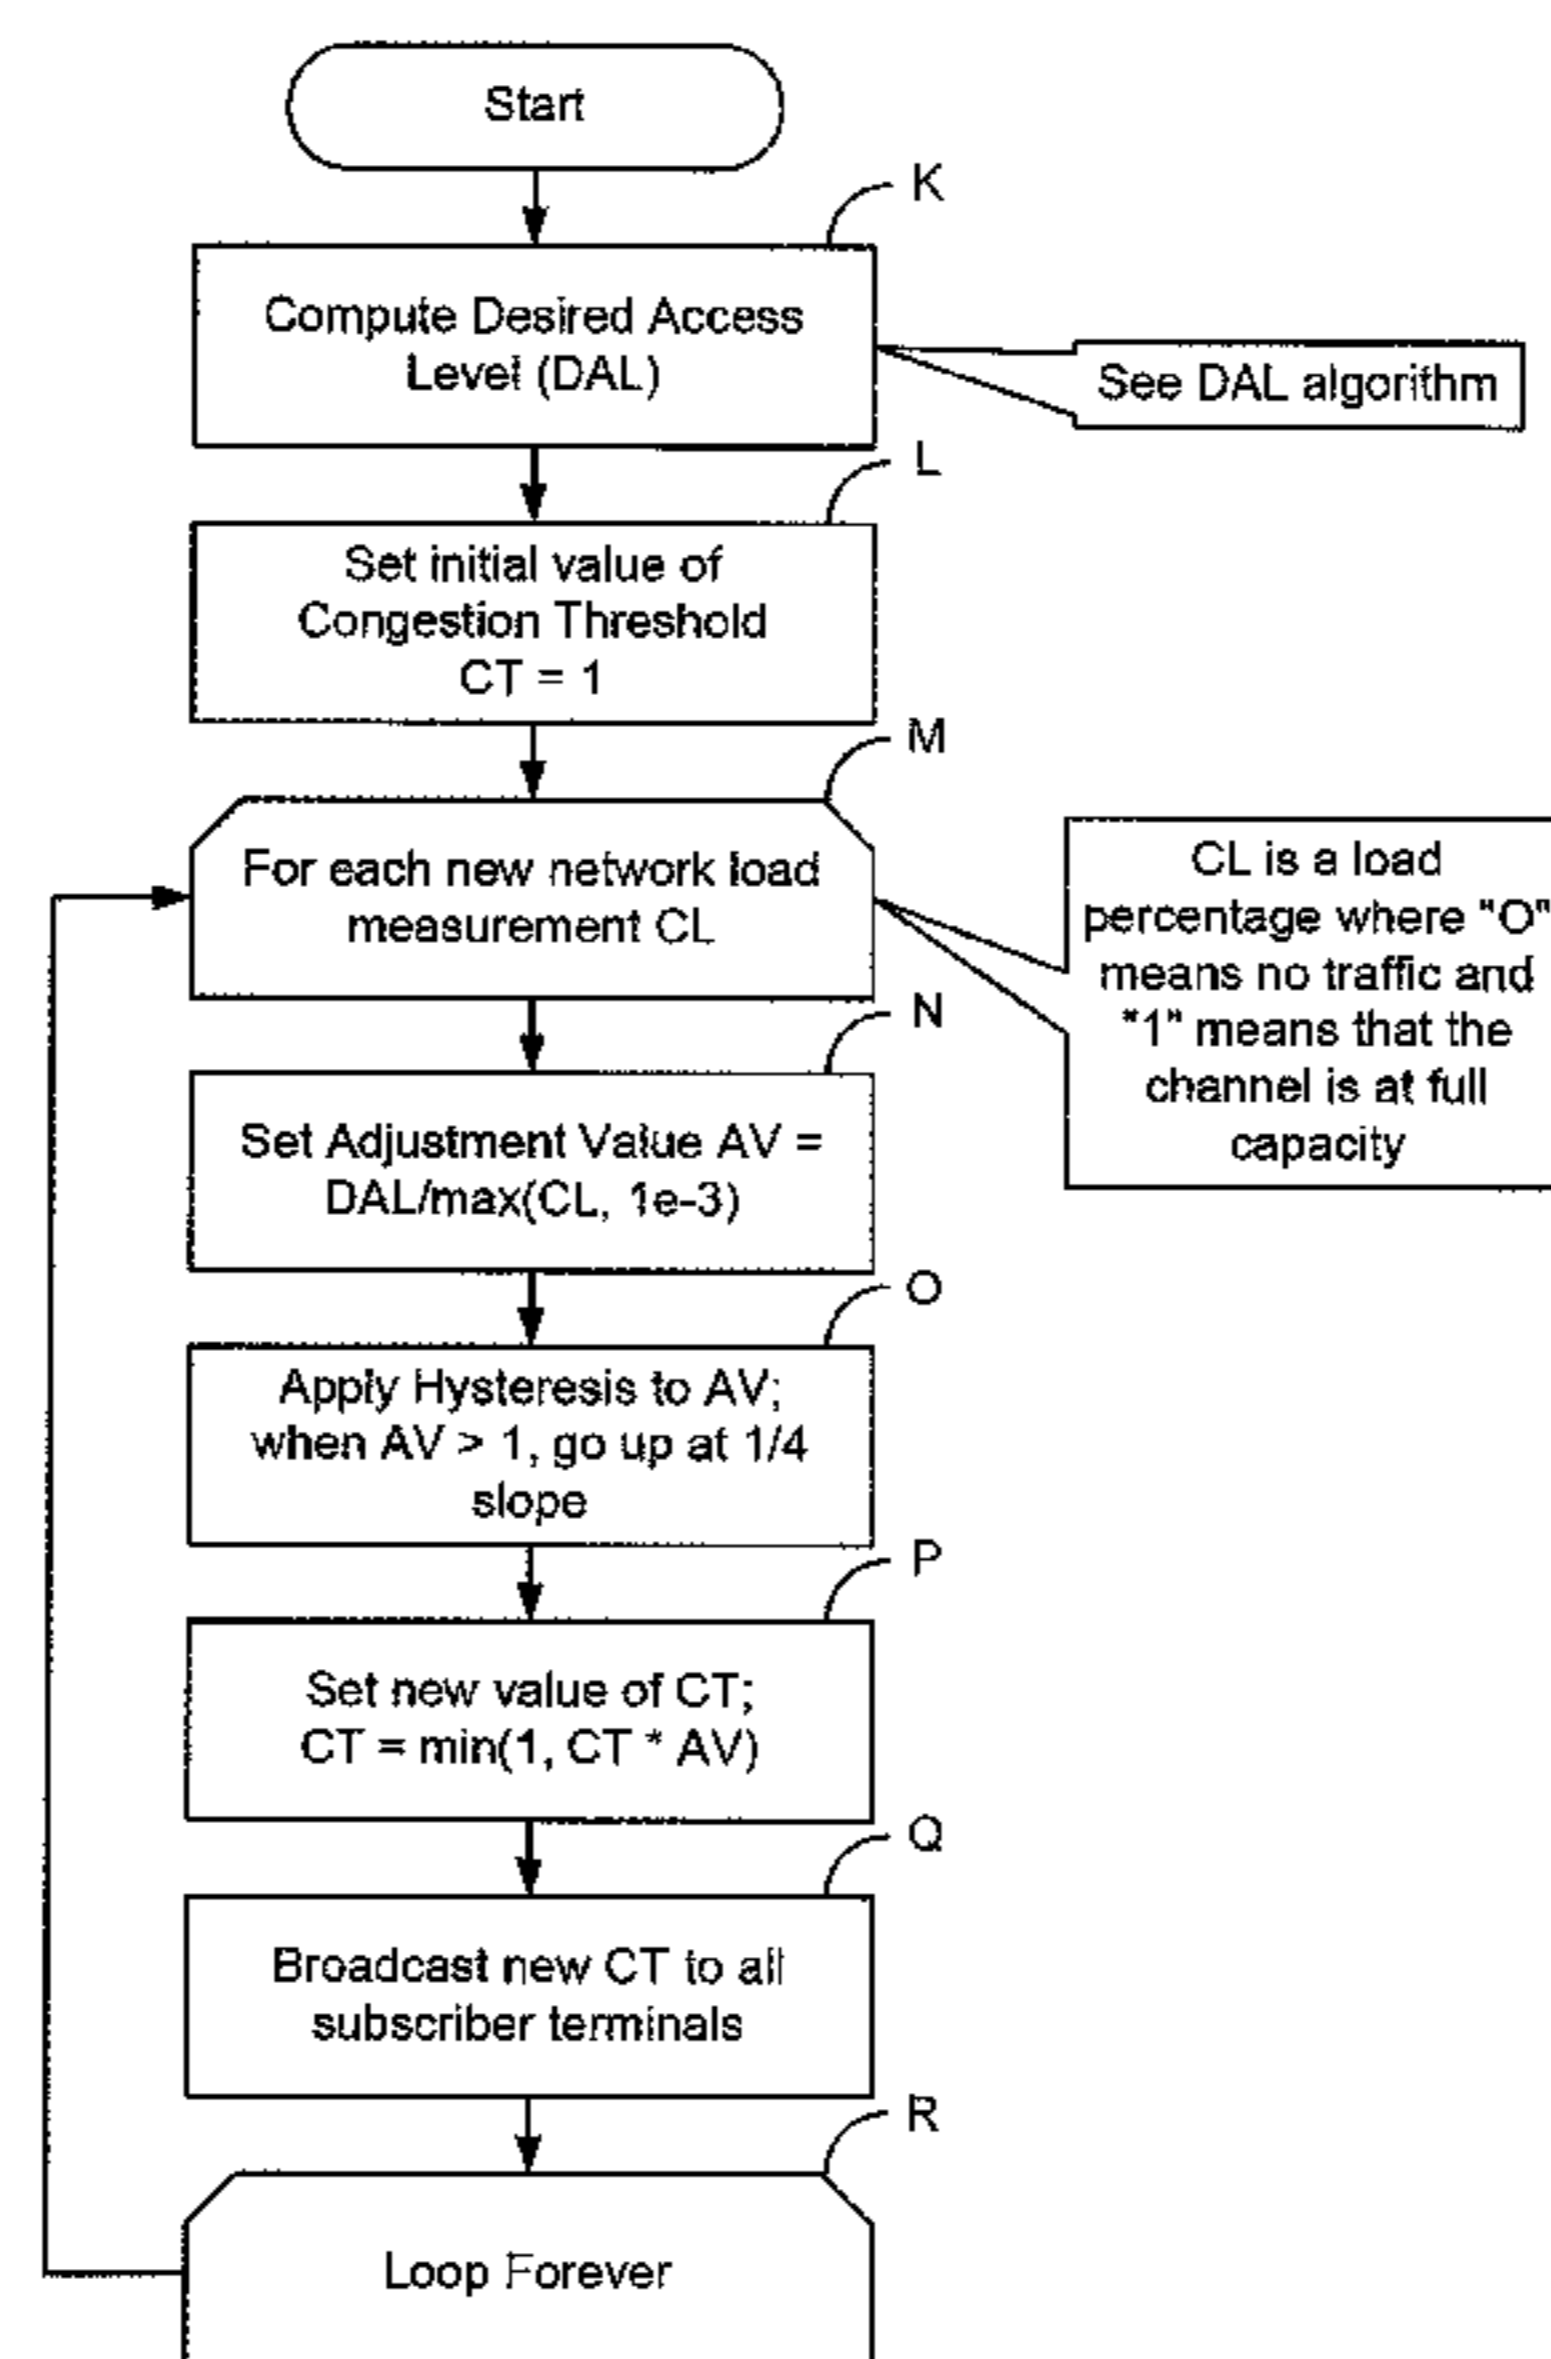 Start
K
Compute Desired Access
Level (DAL)
See DAL algorithm
L
Set initial value of
Congestion Threshold
CT = 1
M
For each new network load
measurement CL
CL is a load
percentage where "O"
means no traffic and
"1" means that the
channel is at full
capacity
N
Set Adjustment Value AV =
DAL/max(CL, 1e-3)
O
Apply Hysteresis to AV;
when AV > 1, go up at 1/4
slope
P
Set new value of CT;
CT = min(1, CT * AV)
Q
Broadcast new CT to all
subscriber terminals
R
Loop Forever